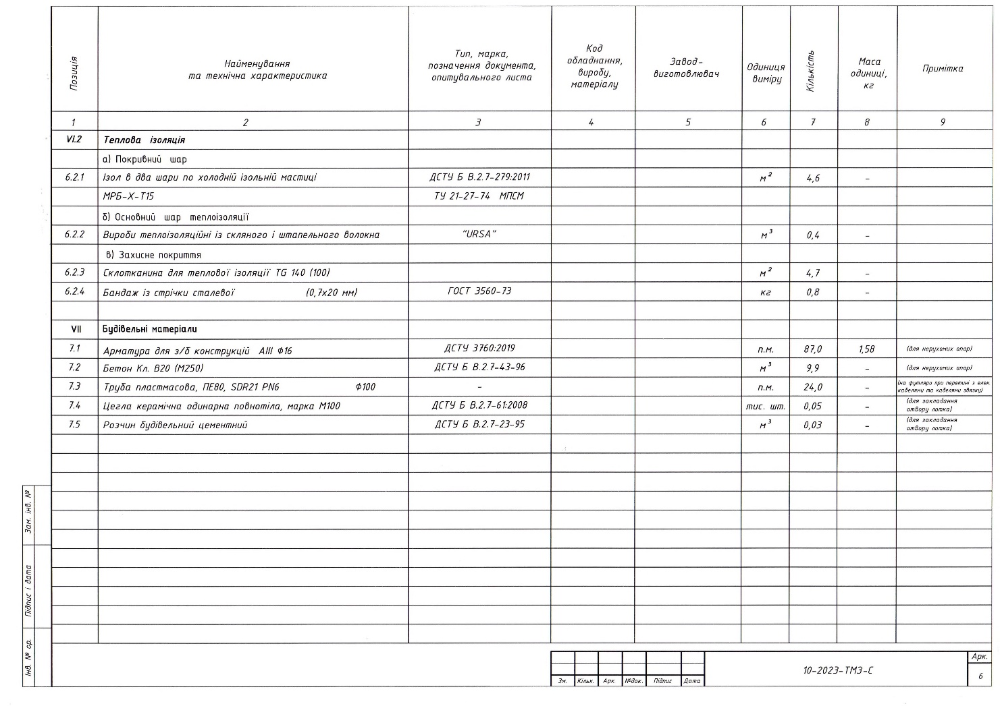 Позиція
Найменування
та технічна характеристика
Тип, марка,
позначення документа,
опитувального листа
Код
обладнання,
виробу,
матеріалу
Завод-
виготовлювач
Одиниця
виміру
Кількість
Маса
одиниці,
кг
Примітка
1 2 3 4 5 6 7 8 9
VI.2 Теплова ізоляція
а) Покривний шар
6.2.1 Ізол в два шари по холодній ізольній мастиці ДСТУ Б В.2.7-279:2011 м² 4,6 -
МРБ-Х-Т15 ТУ 21-27-74 МПСМ
б) Основний шар теплоізоляції
6.2.2 Вироби теплоізоляційні із скляного і штапельного волокна "URSA" м³ 0,4 -
в) Захисне покриття
6.2.3 Склотканина для теплової ізоляції TG 140 (100) м² 4,7 -
6.2.4 Бандаж із стрічки сталевої (0,7х20 мм) ГОСТ 3560-73 кг 0,8 -
VII Будівельні матеріали
7.1 Арматура для з/б конструкцій АIII Ф16 ДСТУ 3760:2019 п.м. 87,0 1,58 (для нерухомих опор)
7.2 Бетон Кл. В20 (М250) ДСТУ Б В.2.7-43-96 м³ 9,9 - (для нерухомих опор)
7.3 Труба пластмасова, ПЕ80, SDR21 PN6 Ф100 - п.м. 24,0 - (на футляри при перетині з елек.
кабелями та кабелями звязку)
7.4 Цегла керамічна одинарна повнотіла, марка М100 ДСТУ Б В.2.7-61:2008 тис. шт. 0,05 - (для закладання
отвору лотка)
7.5 Розчин будівельний цементний ДСТУ Б В.2.7-23-95 м³ 0,03 - (для закладання
отвору лотка)
Зам. інв. №
Підпис і дата
Інв. № ор.
Зм. Кільк. Арк. №док. Підпис Дата
10-2023-ТМЗ-С
Арк.
6